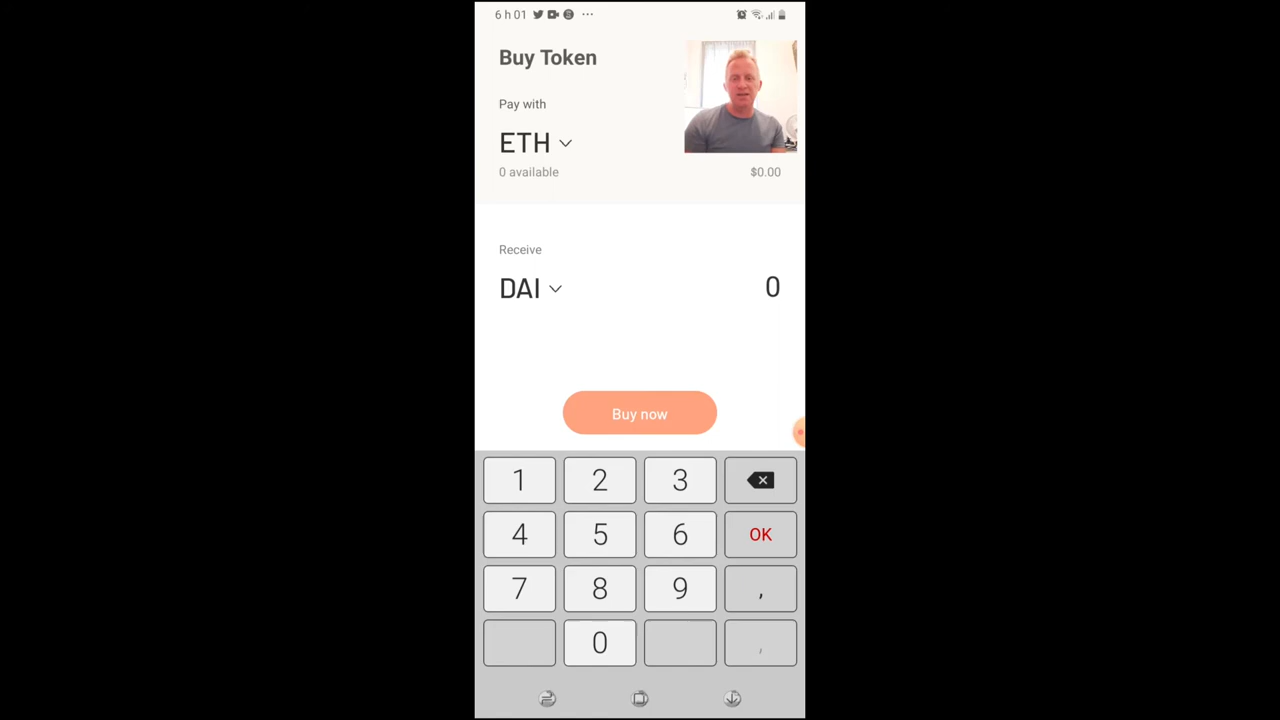 6 h 01 ...
Buy Token
Pay with
ETH
0 available $0.00
Receive
DAI 0
Buy now
1 2 3
4 5 6 OK
7 8 9 ,
0 ,